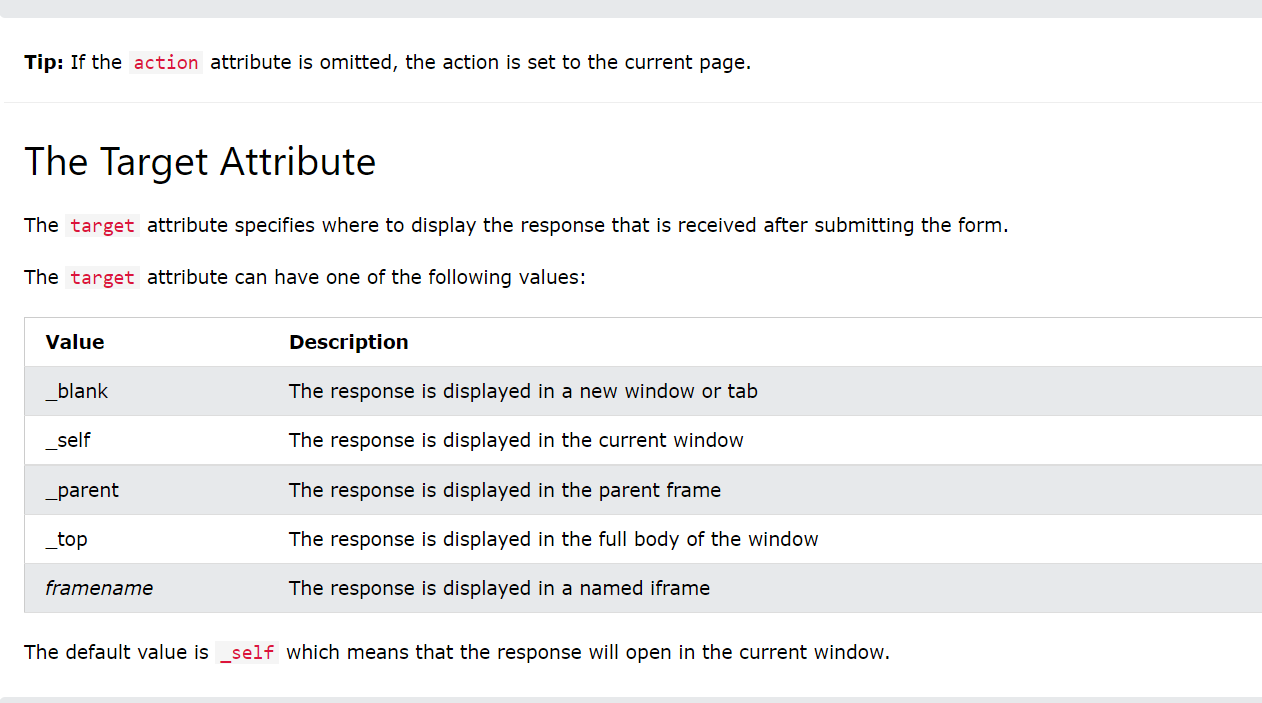 Tip: If the action attribute is omitted, the action is set to the current page.
The Target Attribute
The target attribute specifies where to display the response that is received after submitting the form.
The target attribute can have one of the following values:
Value Description
_blank The response is displayed in a new window or tab
_self The response is displayed in the current window
_parent The response is displayed in the parent frame
_top The response is displayed in the full body of the window
framename The response is displayed in a named iframe
The default value is _self which means that the response will open in the current window.